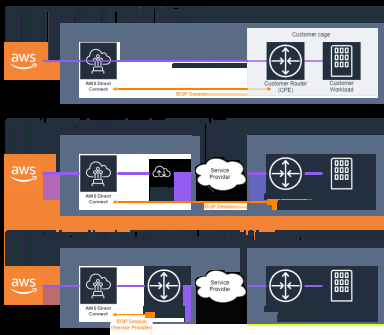 Customer cage
aws
AWS Direct
Connect
Customer Router
(CPE)
Customer
Workload
BGP Session
aws
AWS Direct
Connect
Service
Provider
BGP Session
aws
AWS Direct
Connect
Service
Provider
BGP Session
(Service Provider)